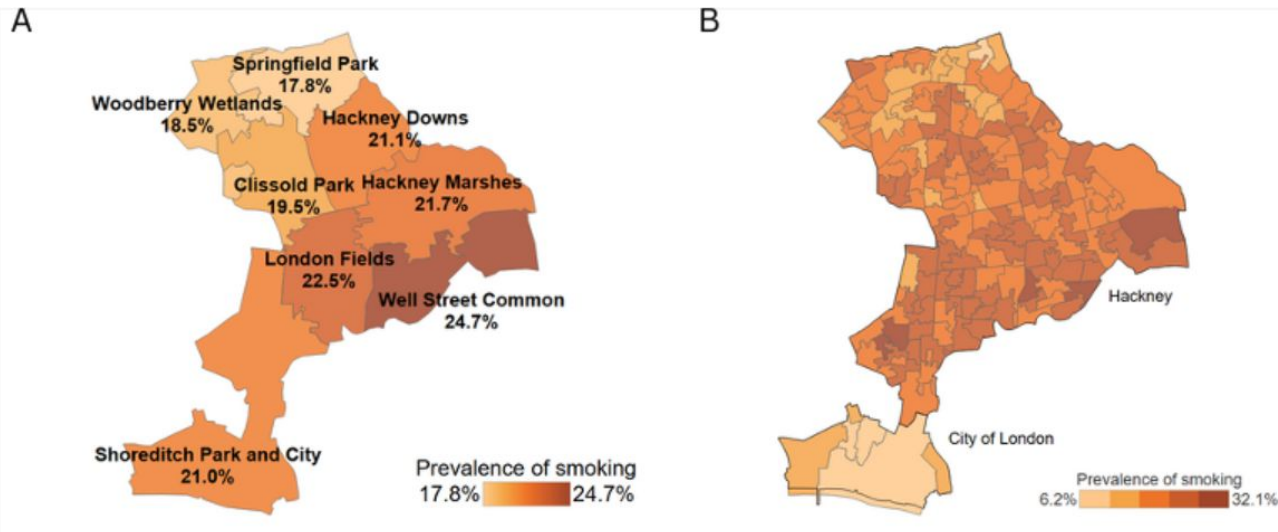 A
Springfield Park
17.8%
Woodberry Wetlands
18.5%
Hackney Downs
21.1%
Clissold Park
19.5%
Hackney Marshes
21.7%
London Fields
22.5%
Well Street Common
24.7%
Shoreditch Park and City
21.0%
Prevalence of smoking
17.8% 24.7%
B
Hackney
City of London
Prevalence of smoking
6.2% 32.1%